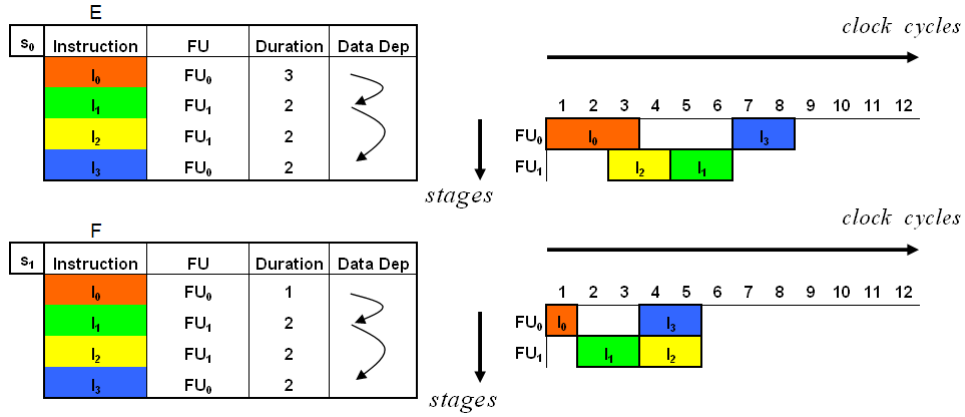 E
s₀ Instruction FU Duration Data Dep
I₀ FU₀ 3
I₁ FU₁ 2
I₂ FU₁ 2
I₃ FU₀ 2
clock cycles
1 2 3 4 5 6 7 8 9 10 11 12
FU₀ I₀ I₃
FU₁ I₂ I₁
stages
F
s₁ Instruction FU Duration Data Dep
I₀ FU₀ 1
I₁ FU₁ 2
I₂ FU₁ 2
I₃ FU₀ 2
clock cycles
1 2 3 4 5 6 7 8 9 10 11 12
FU₀ I₀ I₃
FU₁ I₁ I₂
stages